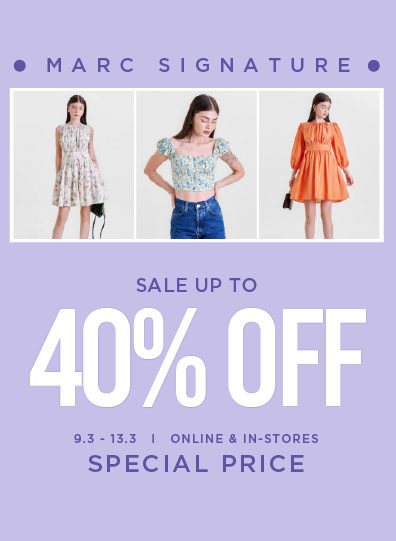 MARC SIGNATURE
SALE UP TO
40% OFF
9.3 - 13.3 | ONLINE & IN-STORES
SPECIAL PRICE